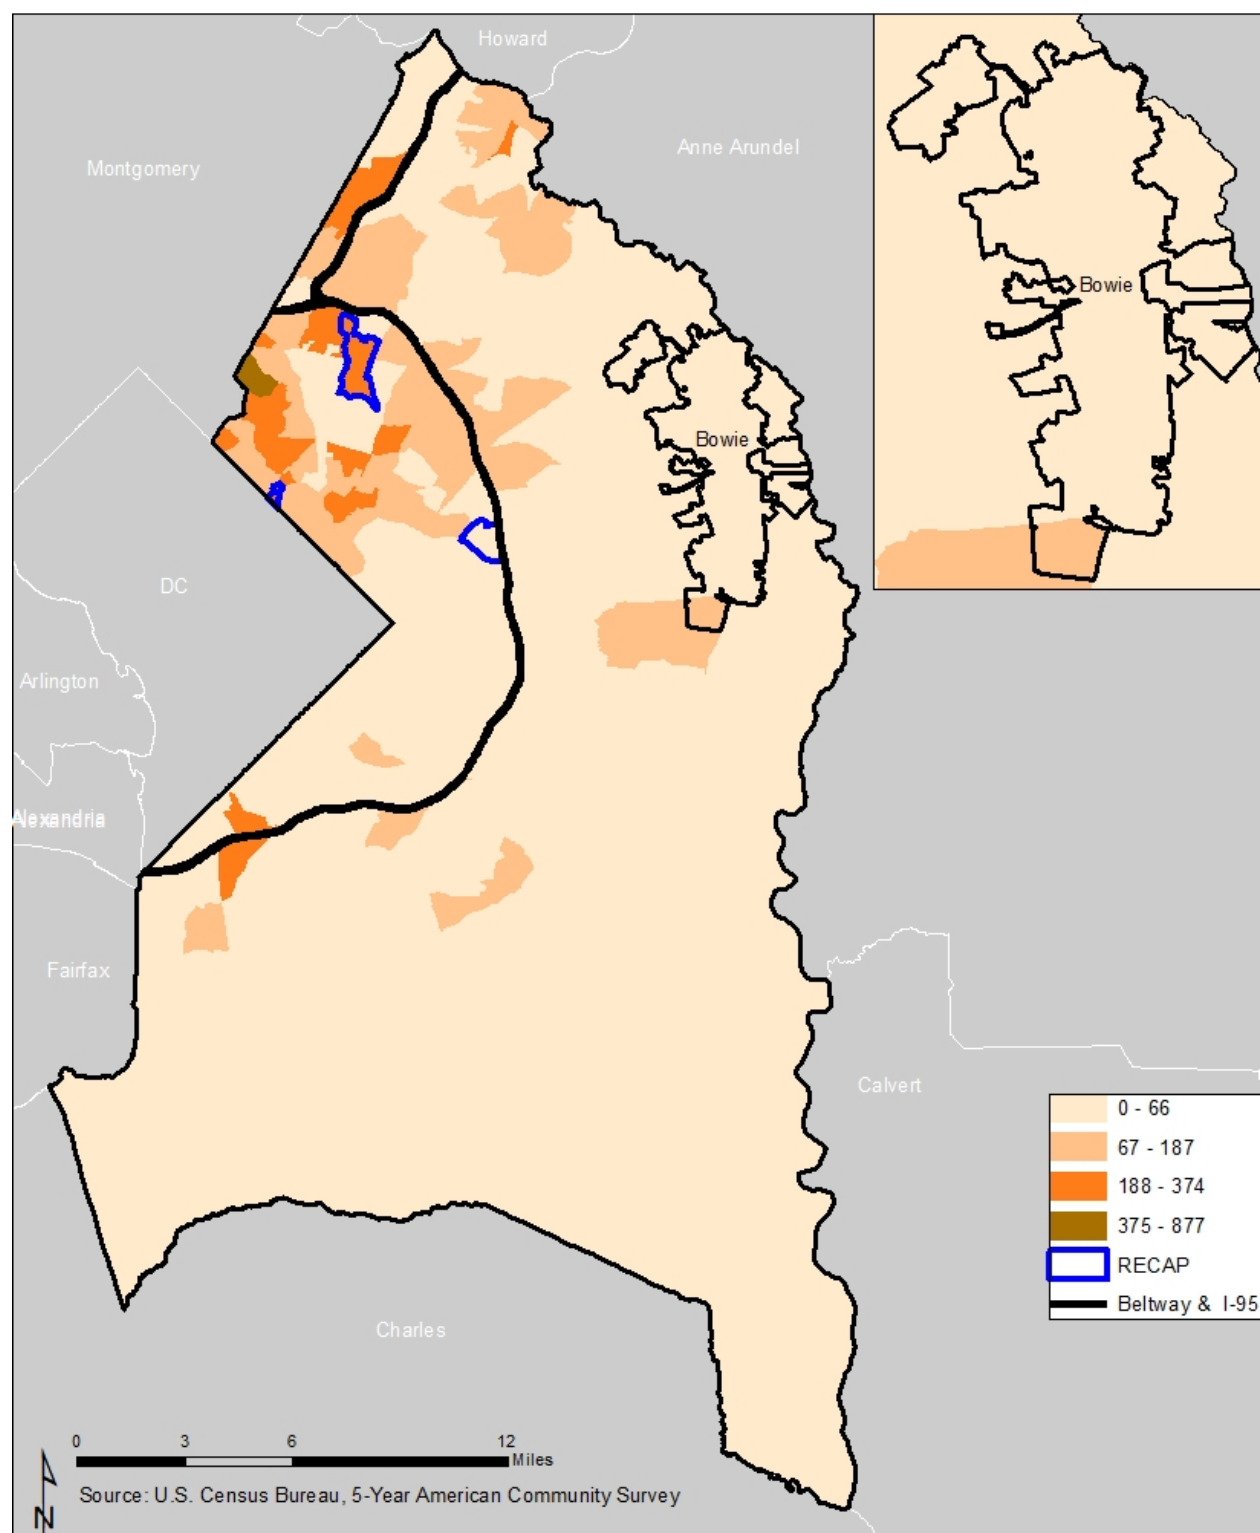 Howard
Montgomery
Anne Arundel
Bowie
Bowie
DC
Arlington
Alexandria
Alexandria
Fairfax
Calvert
0 - 66
67 - 187
188 - 374
375 - 877
RECAP
Beltway & I-95
Charles
0 3 6 12
Miles
Source: U.S. Census Bureau, 5-Year American Community Survey
N